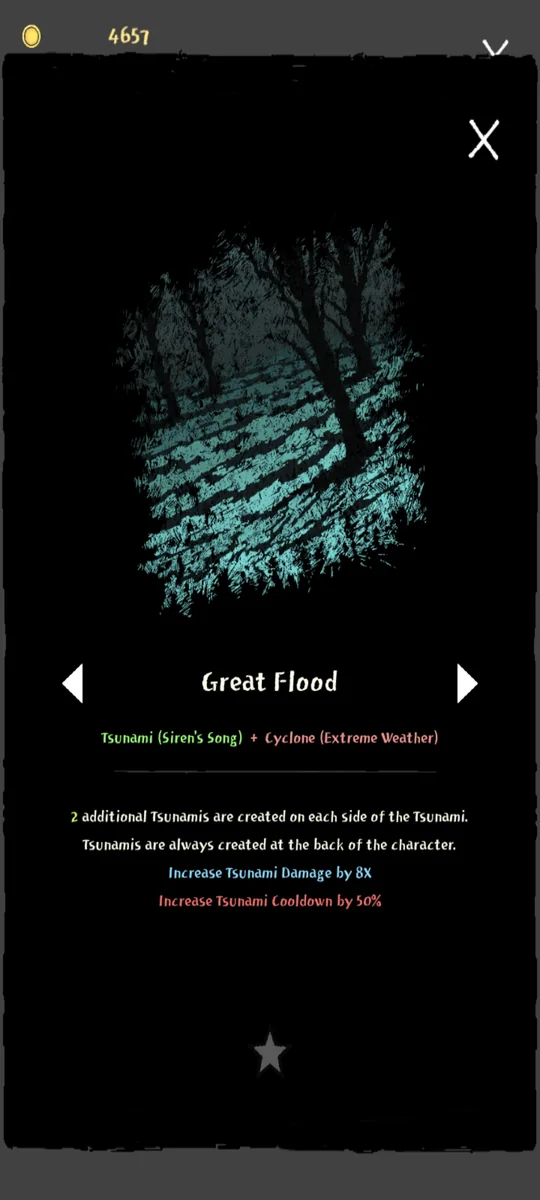 4657
X
Great Flood
Tsunami (Siren's Song) + Cyclone (Extreme Weather)
2 additional Tsunamis are created on each side of the Tsunami.
Tsunamis are always created at the back of the character.
Increase Tsunami Damage by 8X
Increase Tsunami Cooldown by 50%